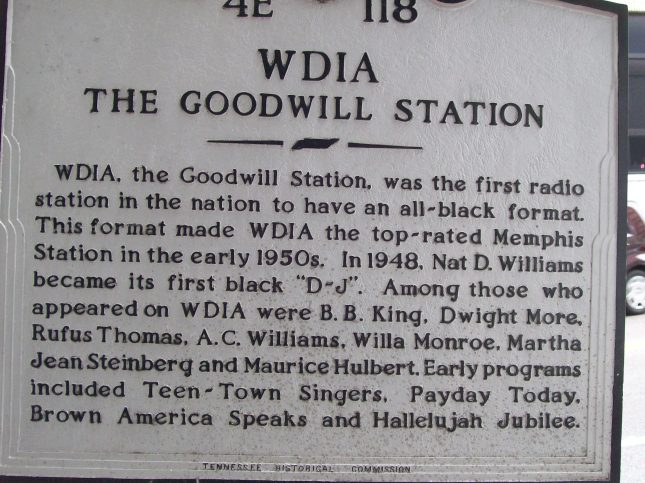 4E 118
WDIA
THE GOODWILL STATION
WDIA, the Goodwill Station, was the first radio
station in the nation to have an all-black format.
This format made WDIA the top-rated Memphis
Station in the early 1950s. In 1948, Nat D. Williams
became its first black "D-J". Among those who
appeared on WDIA were B.B. King, Dwight More,
Rufus Thomas, A.C. Williams, Willa Monroe, Martha
Jean Steinberg and Maurice Hulbert. Early programs
included Teen-Town Singers, Payday Today,
Brown America Speaks and Hallelujah Jubilee.
TENNESSEE HISTORICAL COMMISSION